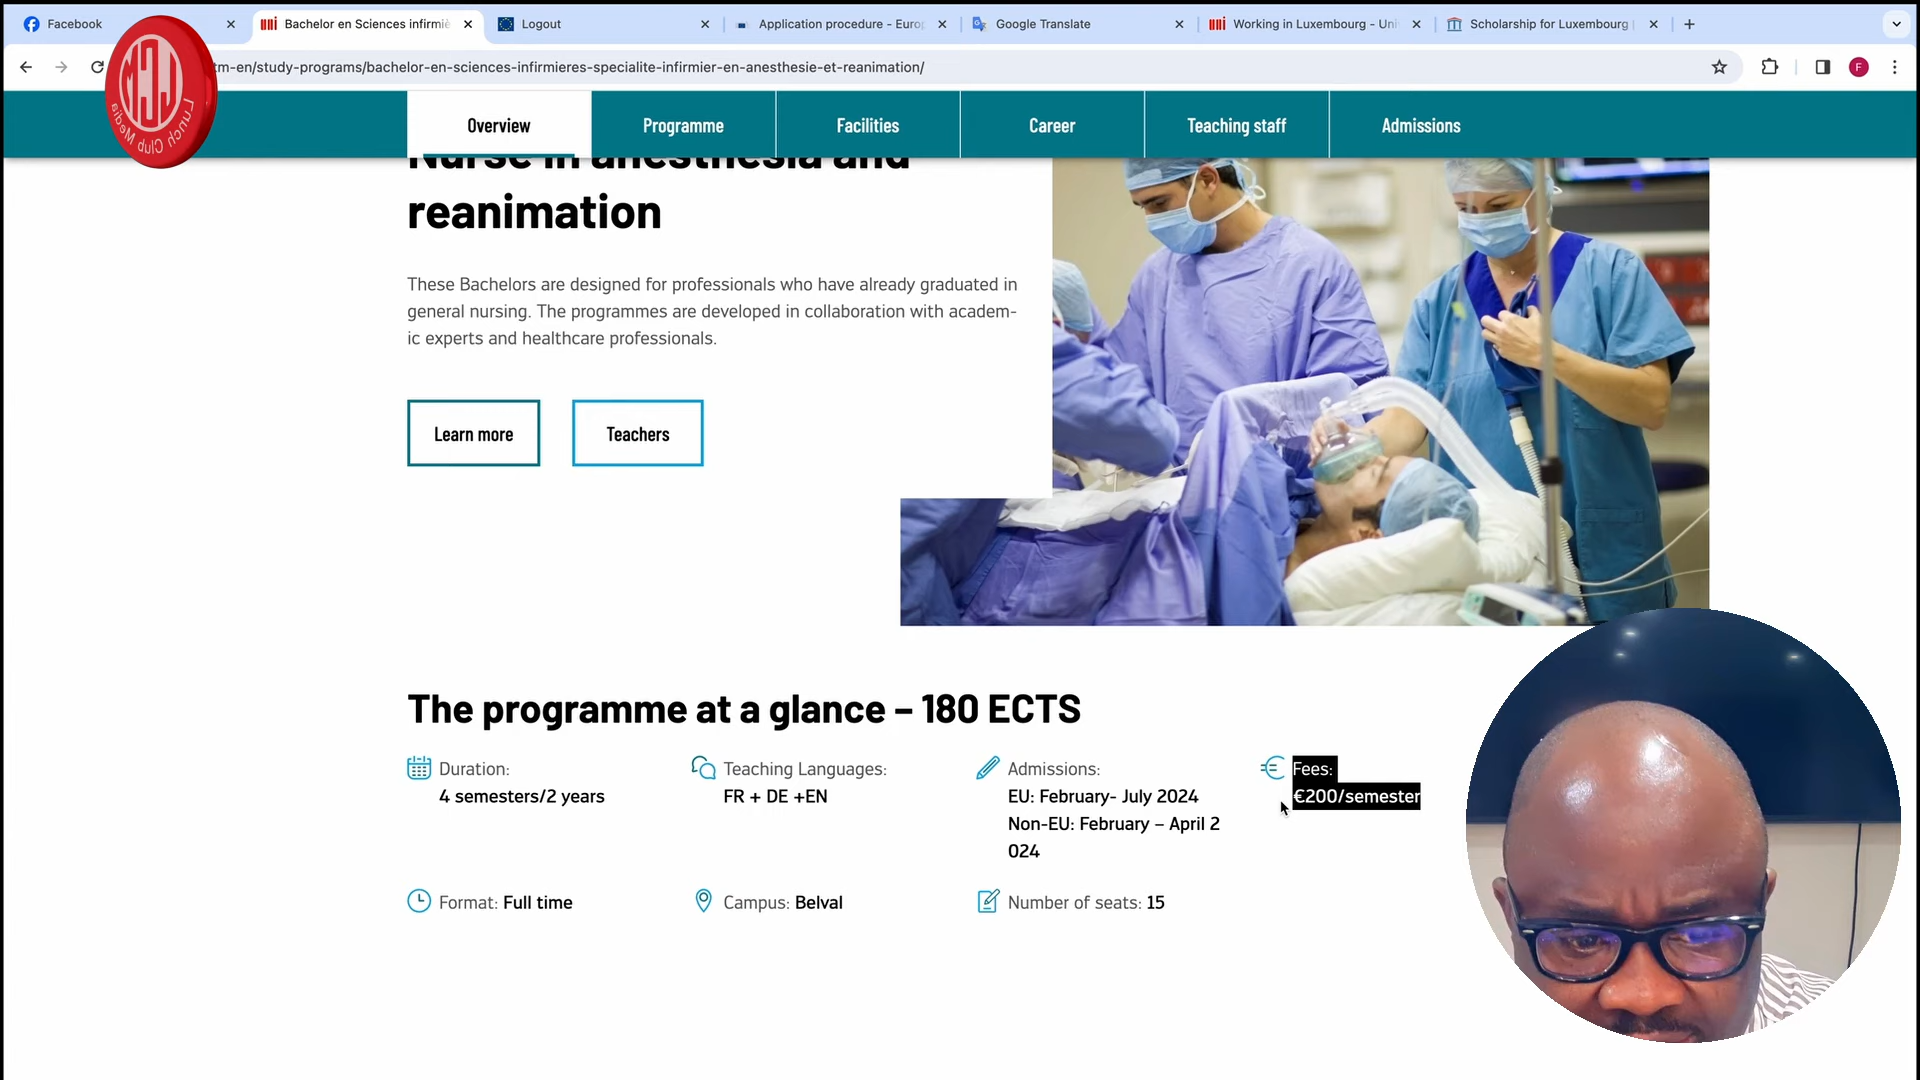 Facebook
Bachelor en Sciences infirmiè
Logout
Application procedure - Euro
Google Translate
Working in Luxembourg - Uni
Scholarship for Luxembourg
tm-en/study-programs/bachelor-en-sciences-infirmieres-specialite-infirmier-en-anesthesie-et-reanimation/
F
LCM
Lunch Club Media
Overview
Programme
Facilities
Career
Teaching staff
Admissions
Nurse in anesthesia and
reanimation
These Bachelors are designed for professionals who have already graduated in
general nursing. The programmes are developed in collaboration with academ-
ic experts and healthcare professionals.
Learn more
Teachers
The programme at a glance – 180 ECTS
Duration:
4 semesters/2 years
Teaching Languages:
FR + DE +EN
Admissions:
EU: February- July 2024
Non-EU: February – April 2
024
Fees:
€200/semester
Format: Full time
Campus: Belval
Number of seats: 15